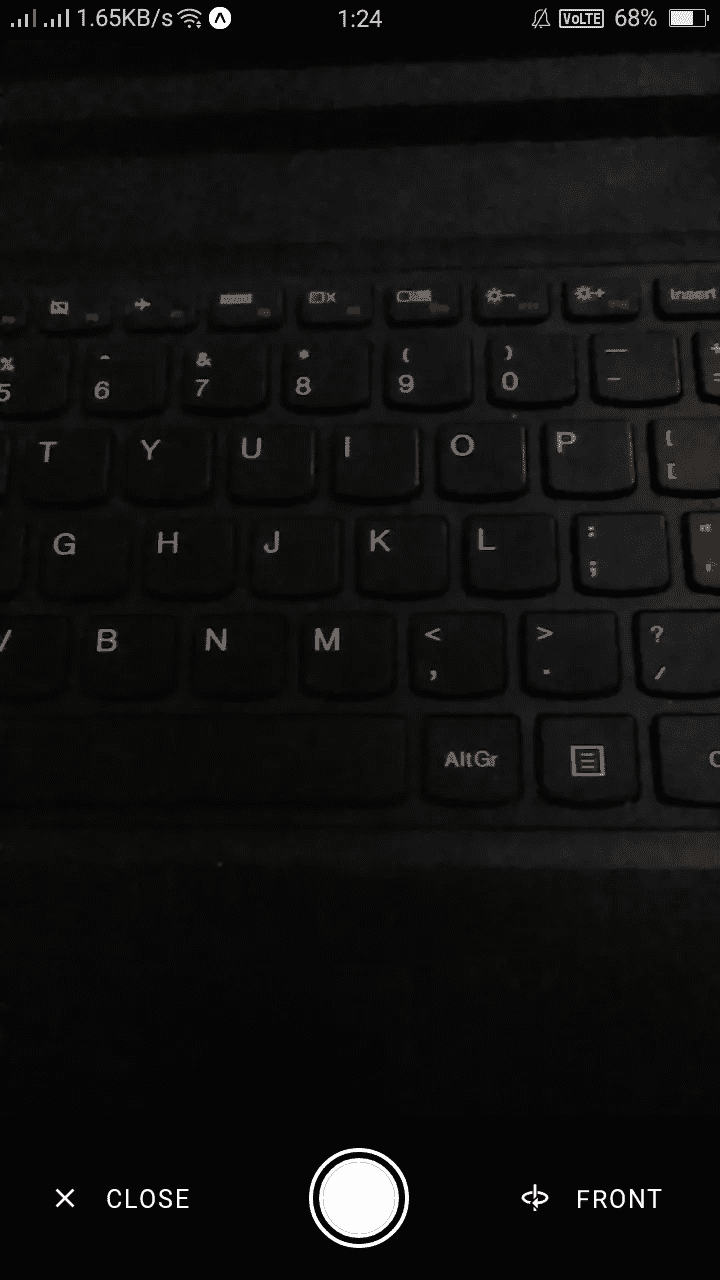 1.65KB/s 1:24 VoLTE 68%
Insert
% ^ & * ( ) —
5 6 7 8 9 0 -
T Y U I O P [
G H J K L : ;
B N M < , > . ? /
AltGr
CLOSE FRONT